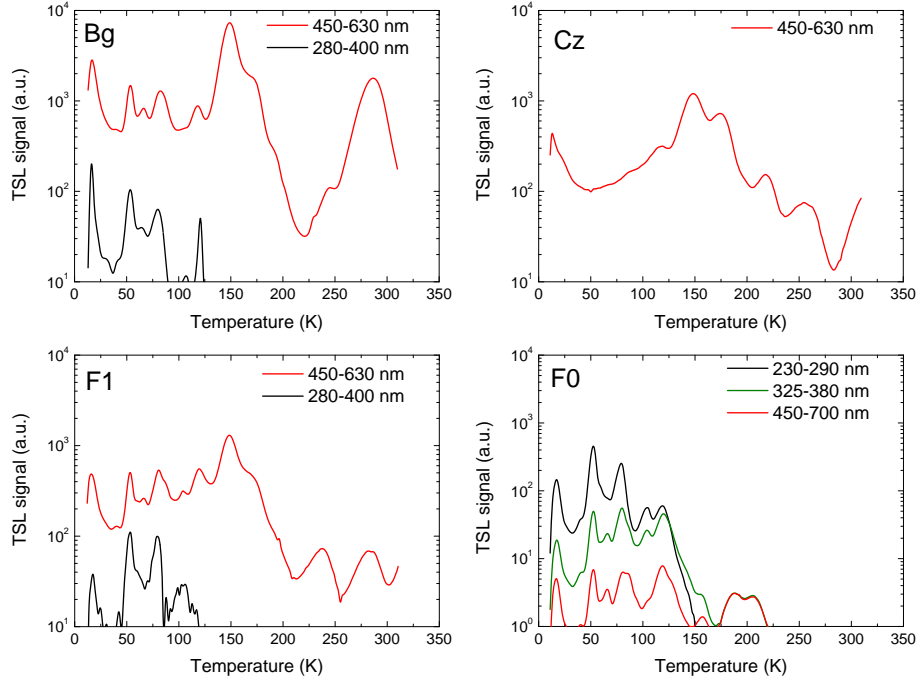 Bg
450-630 nm
280-400 nm
10^4
10^3
10^2
10^1
TSL signal (a.u.)
0 50 100 150 200 250 300 350
Temperature (K)
Cz
450-630 nm
10^4
10^3
10^2
10^1
TSL signal (a.u.)
0 50 100 150 200 250 300 350
Temperature (K)
F1
450-630 nm
280-400 nm
10^4
10^3
10^2
10^1
TSL signal (a.u.)
0 50 100 150 200 250 300 350
Temperature (K)
F0
230-290 nm
325-380 nm
450-700 nm
10^4
10^3
10^2
10^1
10^0
TSL signal (a.u.)
0 50 100 150 200 250 300 350
Temperature (K)